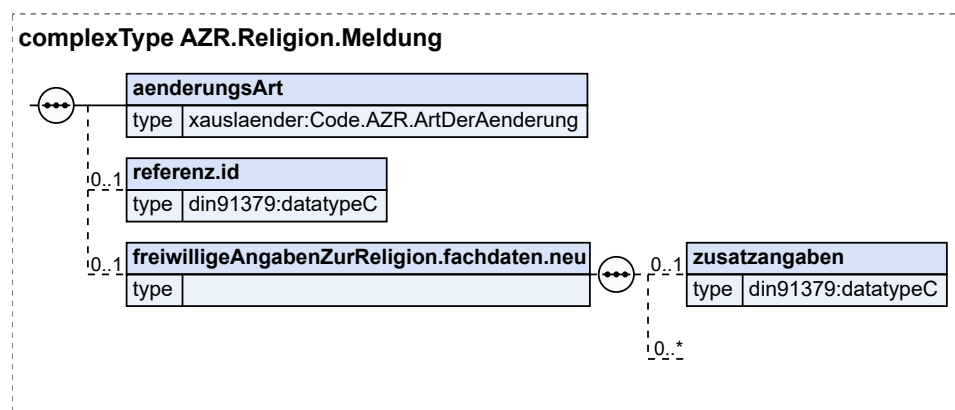 complexType AZR.Religion.Meldung
aenderungsArt
type xauslaender:Code.AZR.ArtDerAenderung
0..1 referenz.id
type din91379:datatypeC
0..1 freiwilligeAngabenZurReligion.fachdaten.neu
type
0..1 zusatzangaben
type din91379:datatypeC
0..*